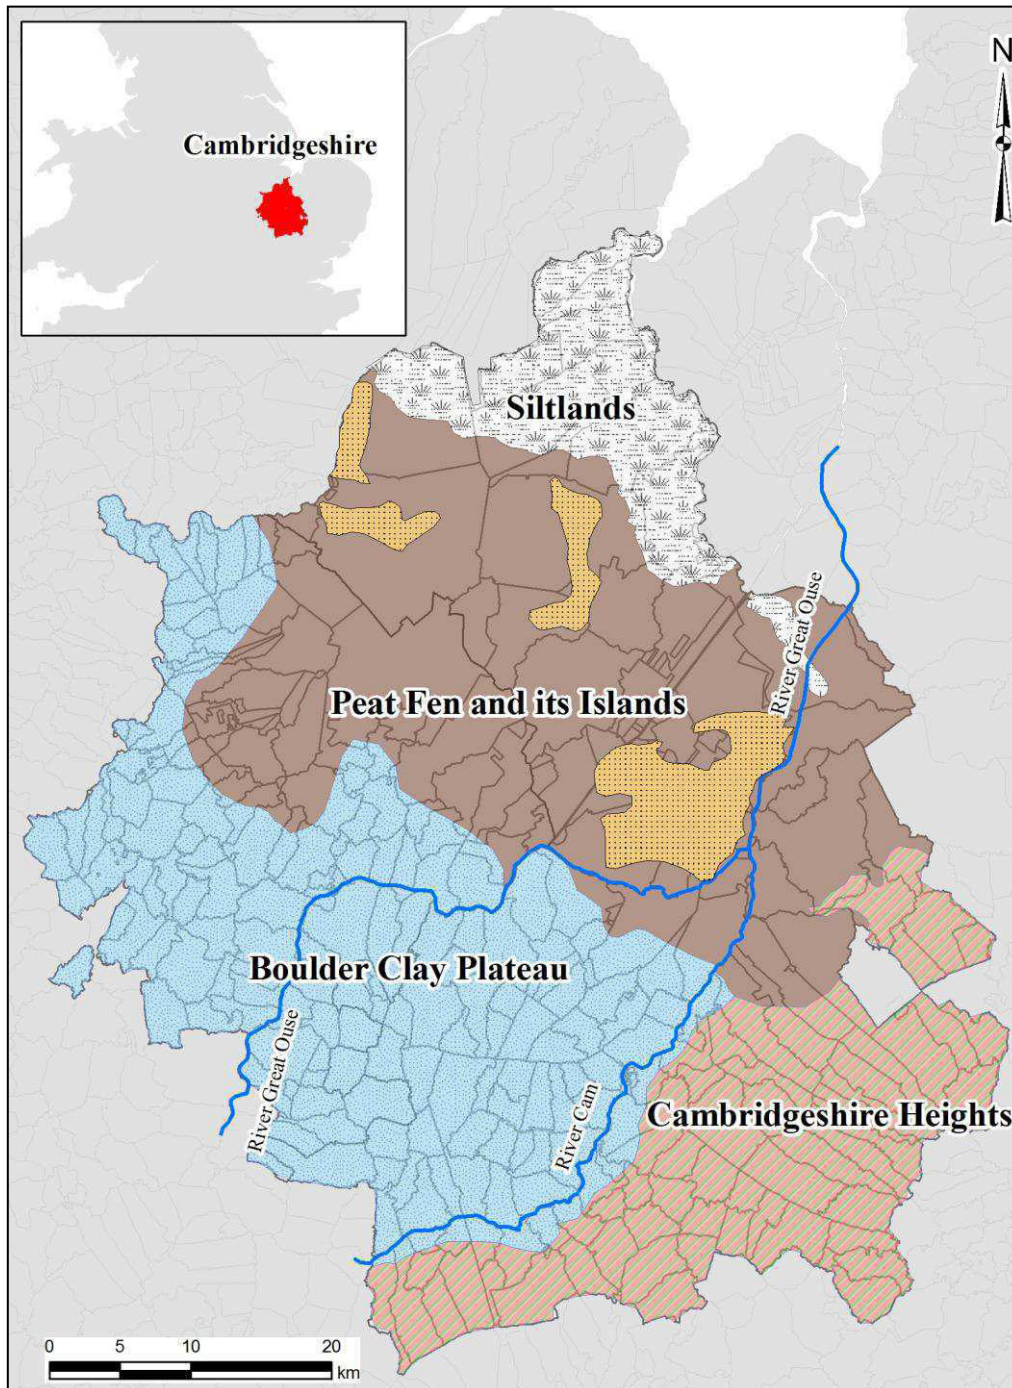 Cambridgeshire
N
Siltlands
River Great Ouse
Peat Fen and its Islands
Boulder Clay Plateau
River Great Ouse
River Cam
Cambridgeshire Heights
0 5 10 20
km